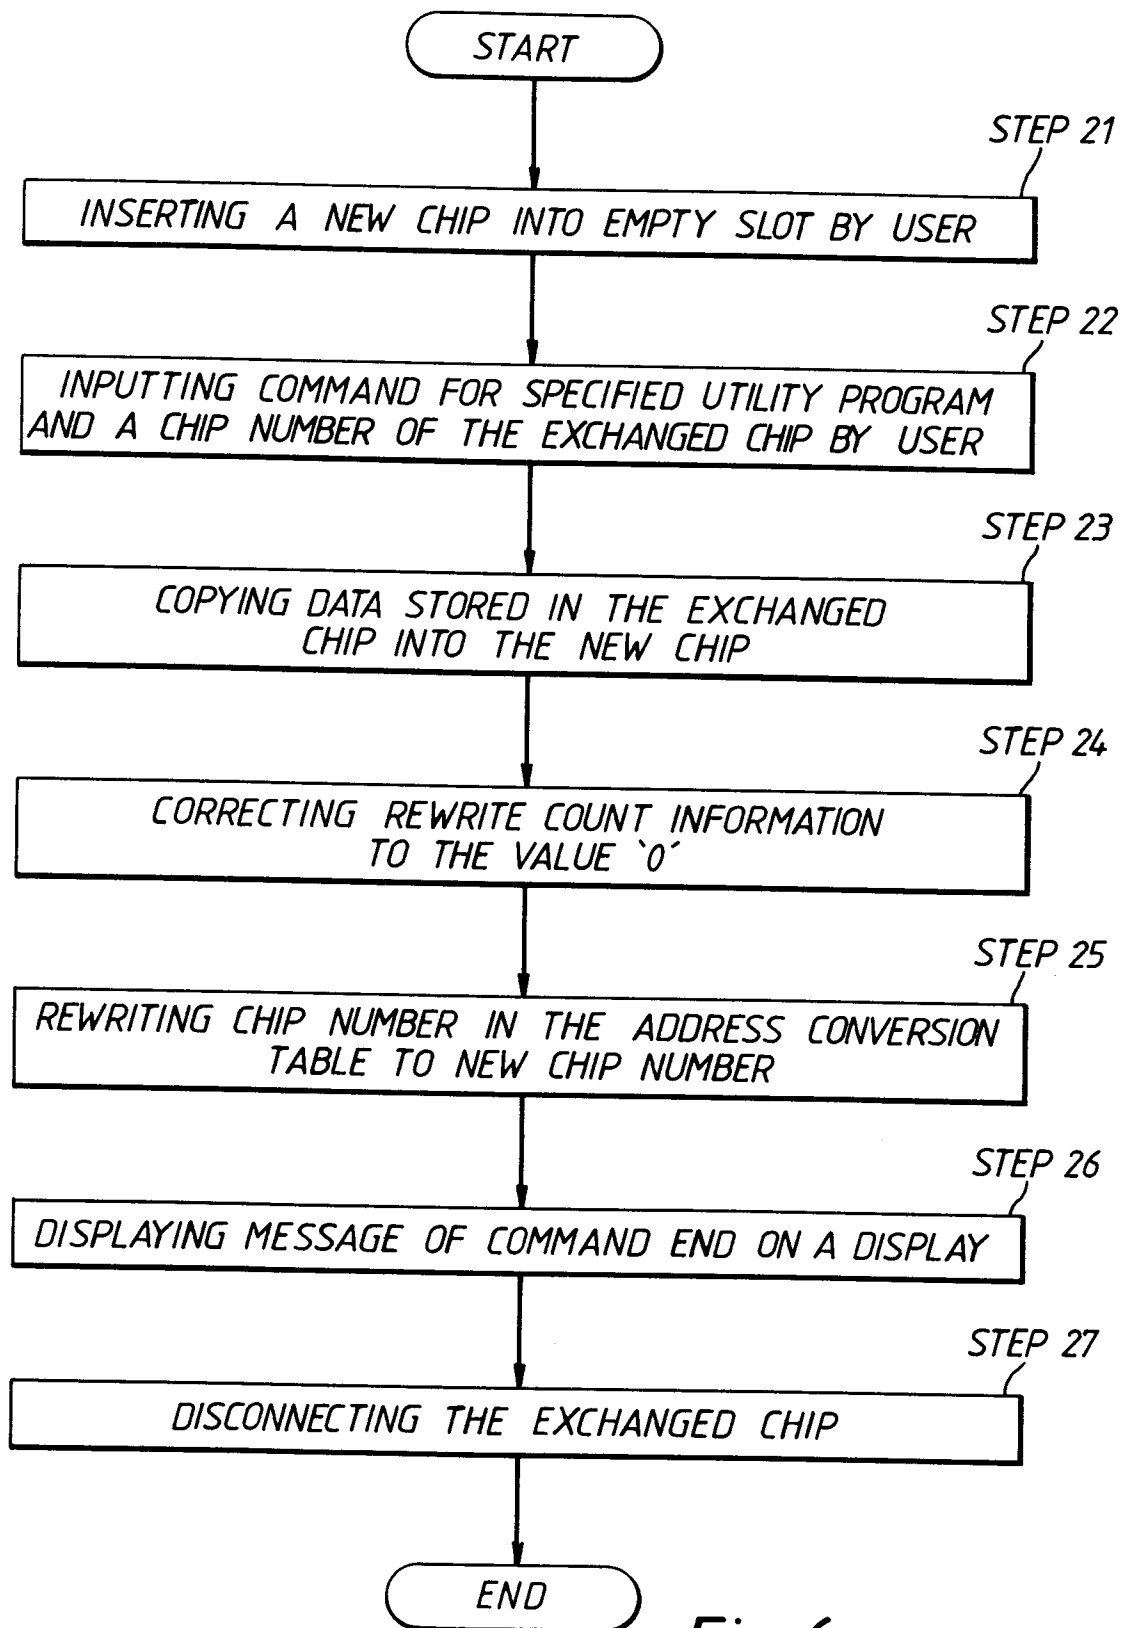 START
STEP 21
INSERTING A NEW CHIP INTO EMPTY SLOT BY USER
STEP 22
INPUTTING COMMAND FOR SPECIFIED UTILITY PROGRAM
AND A CHIP NUMBER OF THE EXCHANGED CHIP BY USER
STEP 23
COPYING DATA STORED IN THE EXCHANGED
CHIP INTO THE NEW CHIP
STEP 24
CORRECTING REWRITE COUNT INFORMATION
TO THE VALUE `0´
STEP 25
REWRITING CHIP NUMBER IN THE ADDRESS CONVERSION
TABLE TO NEW CHIP NUMBER
STEP 26
DISPLAYING MESSAGE OF COMMAND END ON A DISPLAY
STEP 27
DISCONNECTING THE EXCHANGED CHIP
END